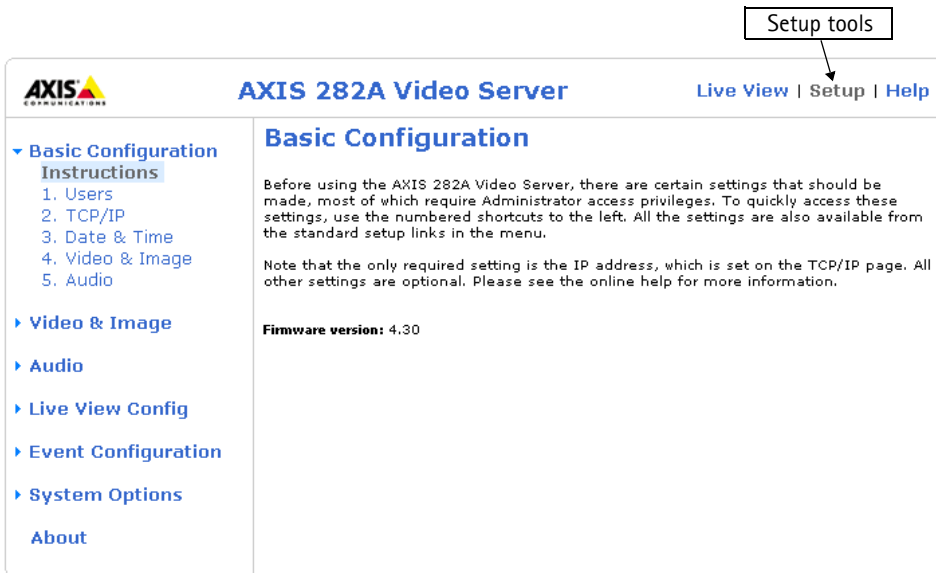 Setup tools
AXIS
COMMUNICATIONS
AXIS 282A Video Server
Live View | Setup | Help
Basic Configuration
Instructions
1. Users
2. TCP/IP
3. Date & Time
4. Video & Image
5. Audio
Video & Image
Audio
Live View Config
Event Configuration
System Options
About
Basic Configuration
Before using the AXIS 282A Video Server, there are certain settings that should be
made, most of which require Administrator access privileges. To quickly access these
settings, use the numbered shortcuts to the left. All the settings are also available from
the standard setup links in the menu.
Note that the only required setting is the IP address, which is set on the TCP/IP page. All
other settings are optional. Please see the online help for more information.
Firmware version: 4.30